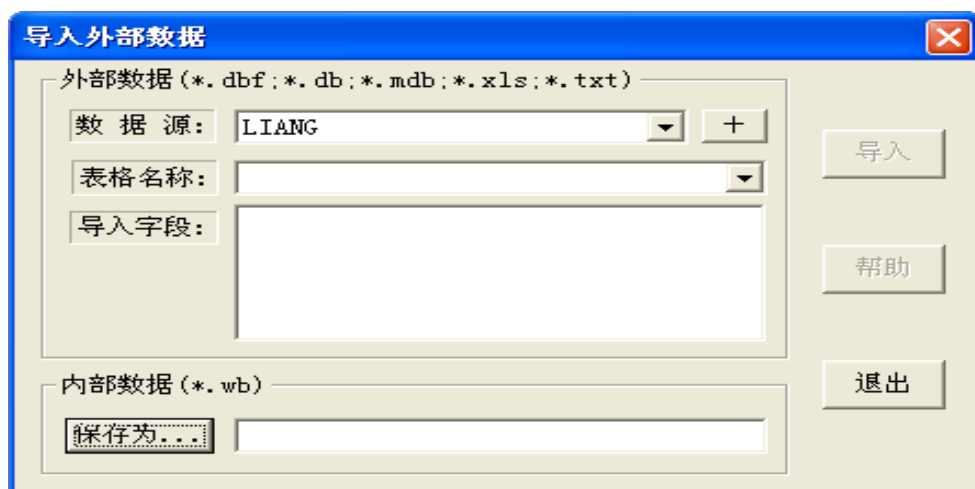 导入外部数据
外部数据(*.dbf;*.db;*.mdb;*.xls;*.txt)
数 据 源: LIANG +
导入
表格名称:
导入字段:
帮助
内部数据(*.wb)
退出
保存为...